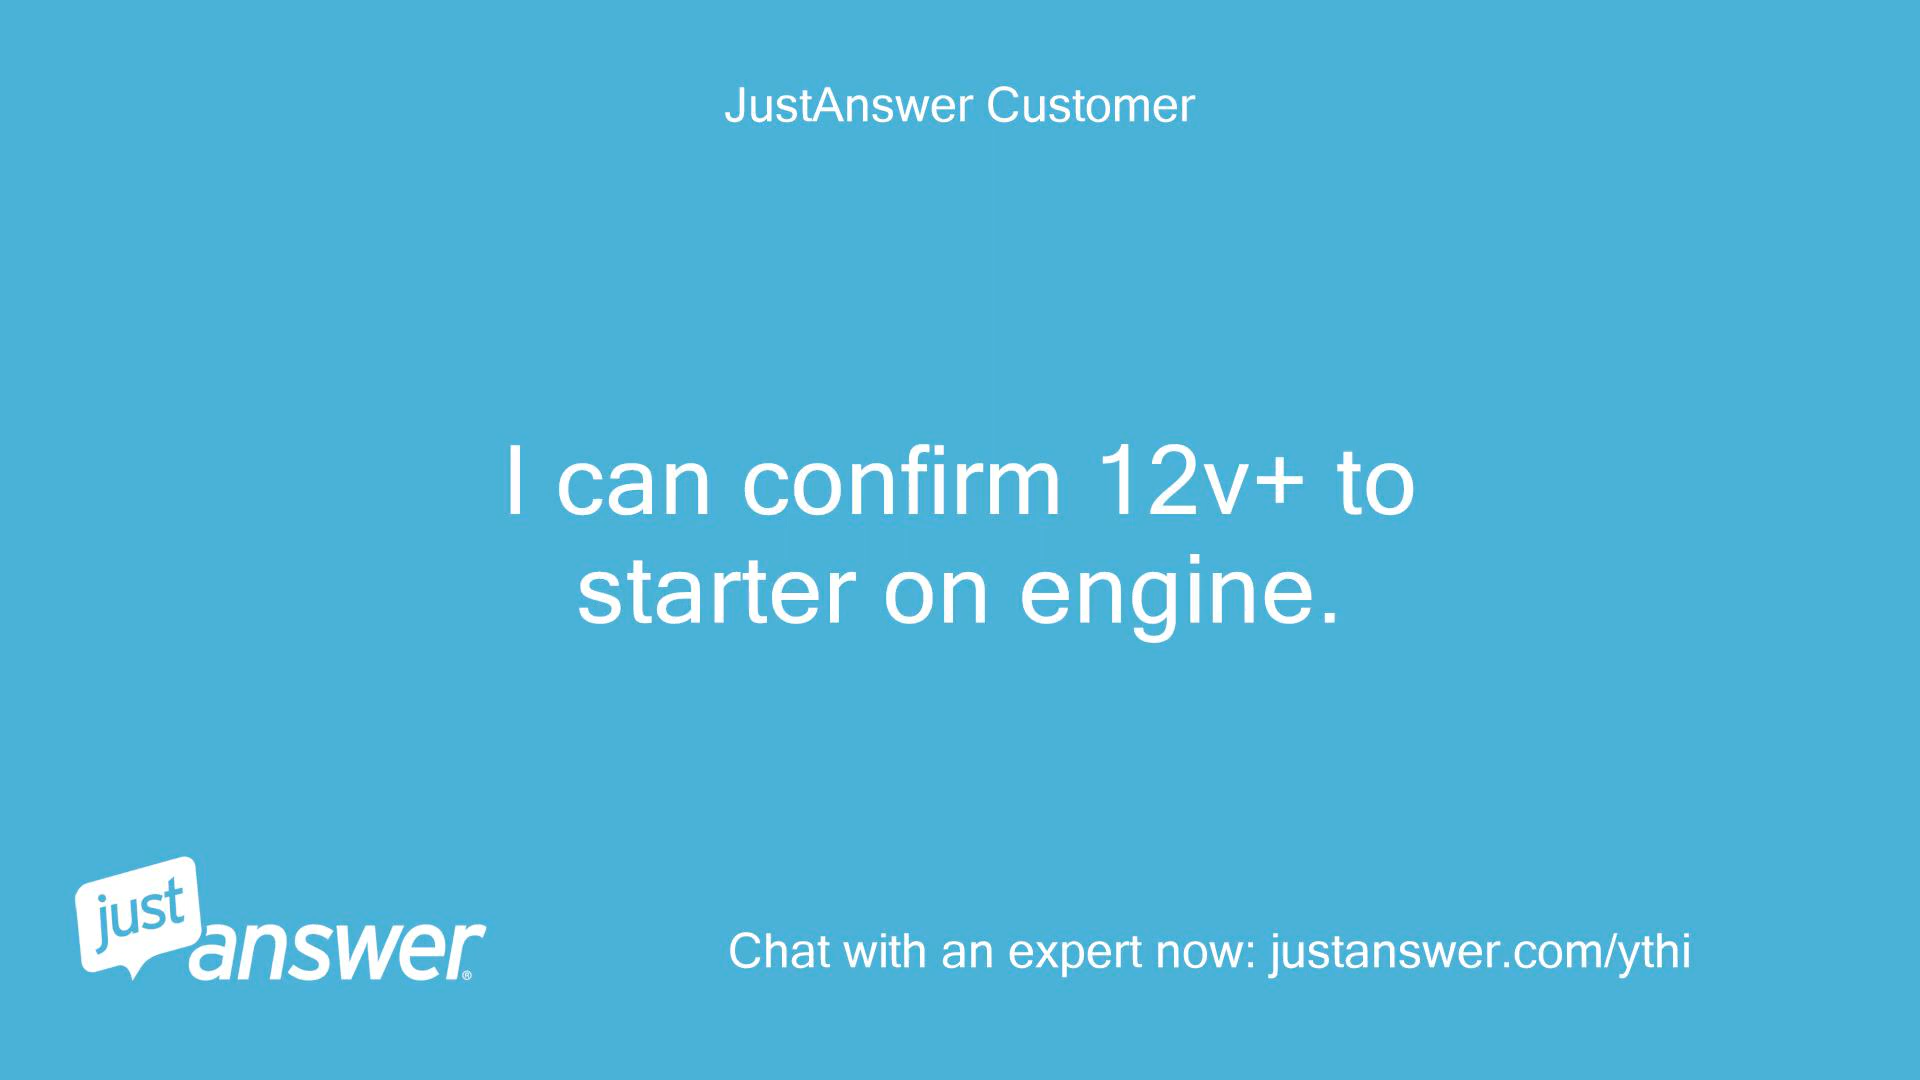 JustAnswer Customer
I can confirm 12v+ to
starter on engine.
just
answer®
Chat with an expert now: justanswer.com/ythi